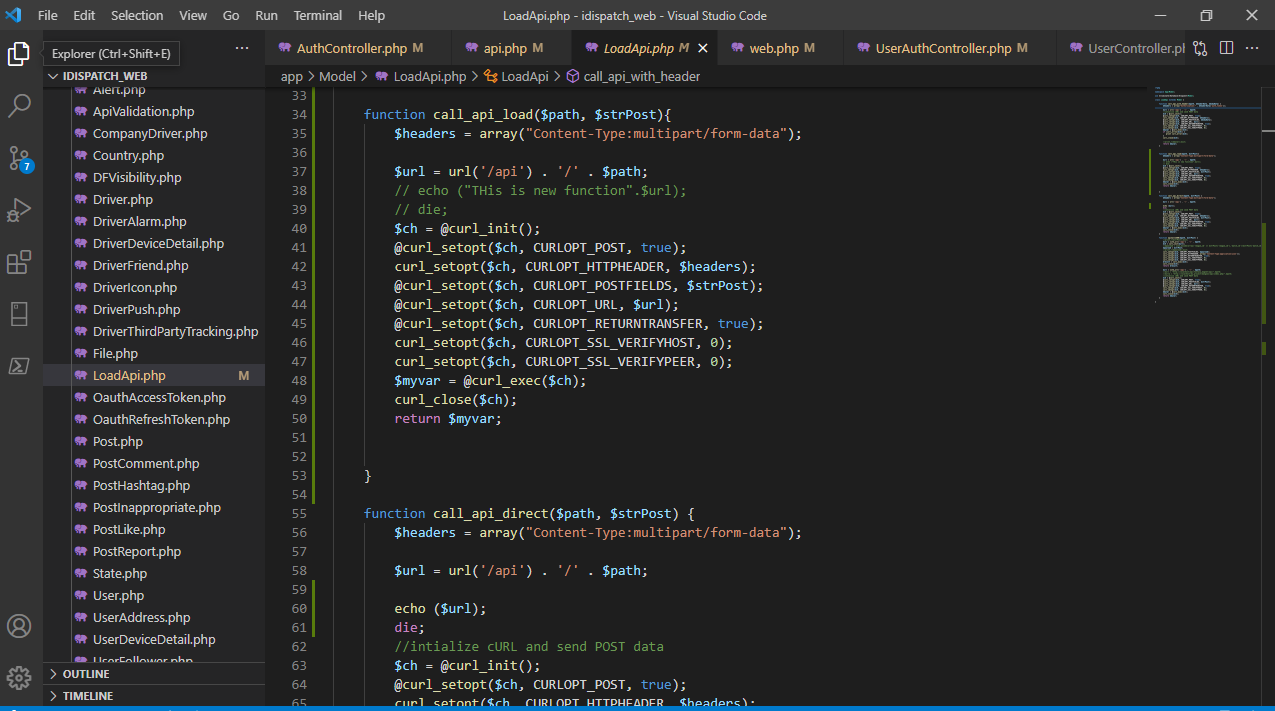 File Edit Selection View Go Run Terminal Help LoadApi.php - idispatch_web - Visual Studio Code
Explorer (Ctrl+Shift+E)
AuthController.php M api.php M LoadApi.php M web.php M UserAuthController.php M UserController.ph
IDISPATCH_WEB
app > Model > LoadApi.php > LoadApi > call_api_with_header
Alert.php
ApiValidation.php
CompanyDriver.php
Country.php
DFVisibility.php
Driver.php
DriverAlarm.php
DriverDeviceDetail.php
DriverFriend.php
DriverIcon.php
DriverPush.php
DriverThirdPartyTracking.php
File.php
LoadApi.php M
OauthAccessToken.php
OauthRefreshToken.php
Post.php
PostComment.php
PostHashtag.php
PostInappropriate.php
PostLike.php
PostReport.php
State.php
User.php
UserAddress.php
UserDeviceDetail.php
UserFollower.php
OUTLINE
TIMELINE
7
33
34 function call_api_load($path, $strPost){
35 $headers = array("Content-Type:multipart/form-data");
36
37 $url = url('/api') . '/' . $path;
38 // echo ("THis is new function".$url);
39 // die;
40 $ch = @curl_init();
41 @curl_setopt($ch, CURLOPT_POST, true);
42 curl_setopt($ch, CURLOPT_HTTPHEADER, $headers);
43 @curl_setopt($ch, CURLOPT_POSTFIELDS, $strPost);
44 @curl_setopt($ch, CURLOPT_URL, $url);
45 @curl_setopt($ch, CURLOPT_RETURNTRANSFER, true);
46 curl_setopt($ch, CURLOPT_SSL_VERIFYHOST, 0);
47 curl_setopt($ch, CURLOPT_SSL_VERIFYPEER, 0);
48 $myvar = @curl_exec($ch);
49 curl_close($ch);
50 return $myvar;
51
52
53 }
54
55 function call_api_direct($path, $strPost) {
56 $headers = array("Content-Type:multipart/form-data");
57
58 $url = url('/api') . '/' . $path;
59
60 echo ($url);
61 die;
62 //intialize cURL and send POST data
63 $ch = @curl_init();
64 @curl_setopt($ch, CURLOPT_POST, true);
65 curl_setopt($ch, CURLOPT_HTTPHEADER, $headers);